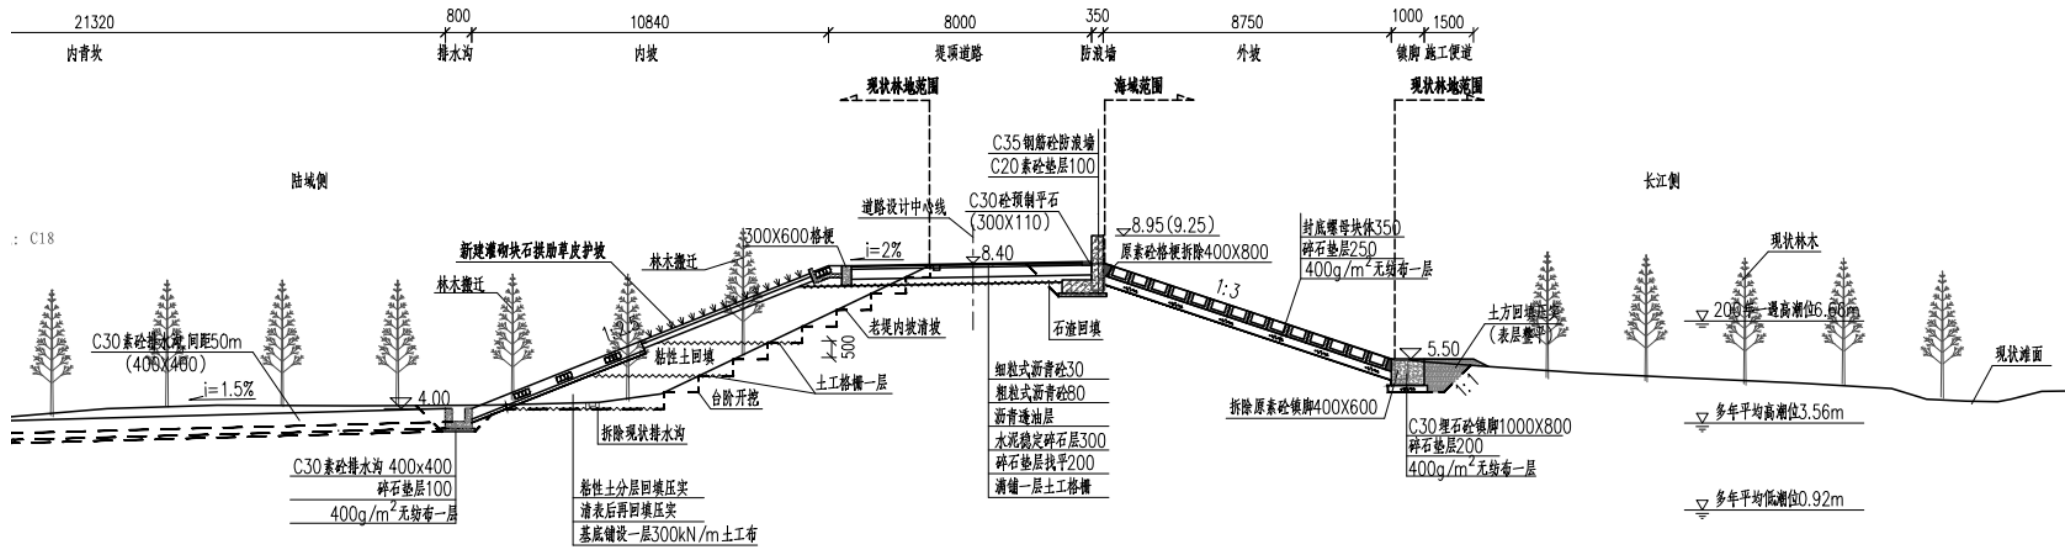 21320 800 10840 8000 350 8750 1000 1500
内青坎 排水沟 内坡 堤顶道路 防浪墙 外坡 镇脚 施工便道
现状林地范围 海域范围 现状林地范围
C35钢筋砼防浪墙
C20素砼垫层100
陆域侧
长江侧
道路设计中心线
C30砼预制平石
(300X110)
: C18
300X600格梗
i=2%
8.40
8.95(9.25)
原素砼格梗拆除400X800
封底螺母块体350
碎石垫层250
400g/m²无纺布一层
现状林木
新建灌砌块石拱肋草皮护坡
林木搬迁
林木搬迁
1:3
土方回填压实
(表层整平)
200年一遇高潮位6.66m
C30素砼排水沟,间距50m
(400X400)
i=1.5%
粘性土回填
老堤内坡清坡
500
石渣回填
5.50
1:1
现状滩面
4.00
土工格栅一层
台阶开挖
拆除现状排水沟
细粒式沥青砼30
粗粒式沥青砼80
沥青透油层
水泥稳定碎石层300
碎石垫层找平200
满铺一层土工格栅
拆除原素砼镇脚400X600
C30埋石砼镇脚1000X800
碎石垫层200
400g/m²无纺布一层
多年平均高潮位3.56m
C30素砼排水沟 400x400
碎石垫层100
400g/m²无纺布一层
粘性土分层回填压实
清表后再回填压实
基底铺设一层300kN/m土工布
多年平均低潮位0.92m